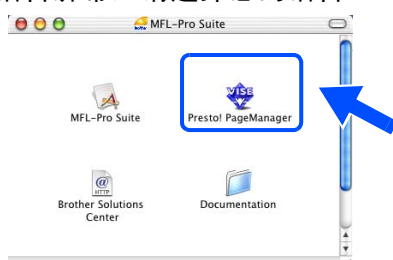 MFL-Pro Suite
VISE
MFL-Pro Suite
Presto! PageManager
@
HTTP
Brother Solutions
Center
Documentation